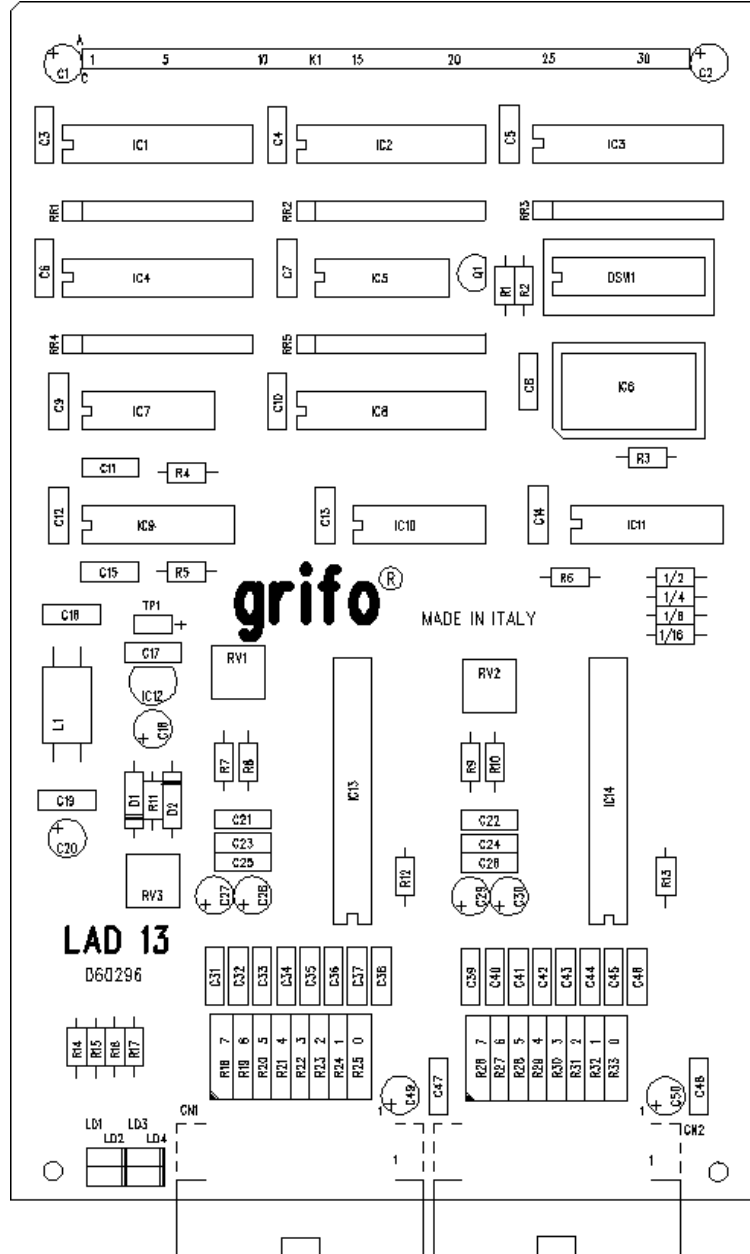 A
C1 1 5 10 K1 15 20 25 30 C2
C
C3 IC1 C4 IC2 C5 IC3
RR1 RR2 RR3
C6 IC4 C7 IC5 Q1 R1 R2 DSW1
RR4 RR5
C9 IC7 C10 IC8 C8 IC6
C11 R4 R3
C12 IC9 C13 IC10 C14 IC11
C15 R5 grifo ® R6 1/2
1/4
C16 TP1 + MADE IN ITALY 1/8
1/16
C17 RV1 RV2
L1 IC12
C18
R7 R8 R9 R10
C19 D1 R11 D2 IC13 IC14
C21 C22
C20 C23 C24
C25 C28
RV3 C27 C26 R12 C29 C30 R13
LAD 13
060296
C31 C32 C33 C34 C35 C36 C37 C38 C39 C40 C41 C42 C43 C44 C45 C46
7 6 5 4 3 2 1 0 7 6 5 4 3 2 1 0
R14 R15 R16 R17 R18 R19 R20 R21 R22 R23 R24 R25 R26 R27 R28 R29 R30 R31 R32 R33
C49 C47 C50 C48
CN1 1 1 CN2
LD1 LD3
LD2 LD4 1 1